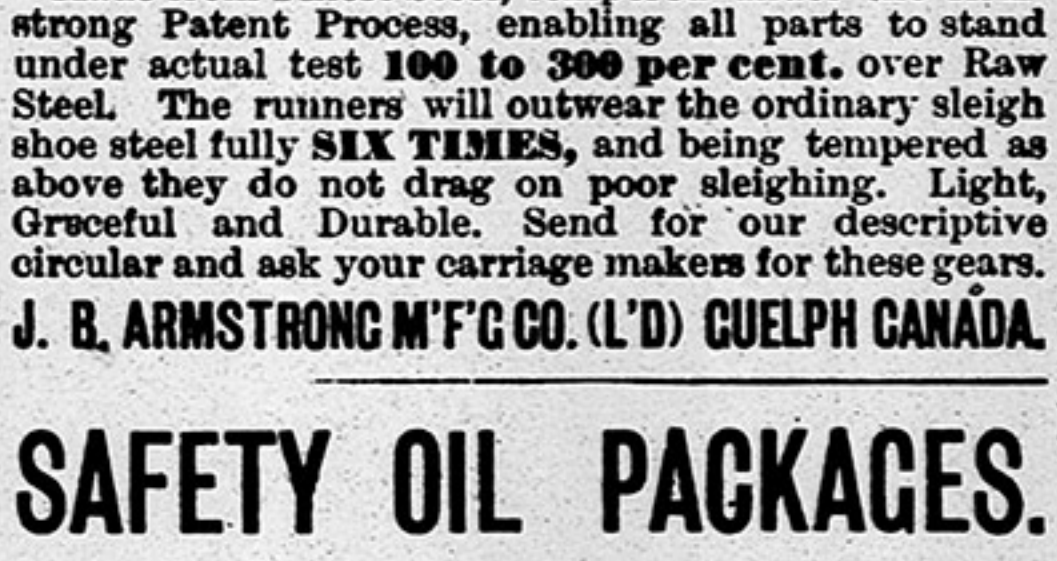 strong Patent Process, enabling all parts to stand
under actual test 100 to 300 per cent. over Raw
Steel. The runners will outwear the ordinary sleigh
shoe steel fully SIX TIMES, and being tempered as
above they do not drag on poor sleighing. Light,
Graceful and Durable. Send for our descriptive
circular and ask your carriage makers for these gears.
J. B. ARMSTRONG M'F'G CO. (L'D) GUELPH CANADA.
SAFETY OIL PACKAGES.